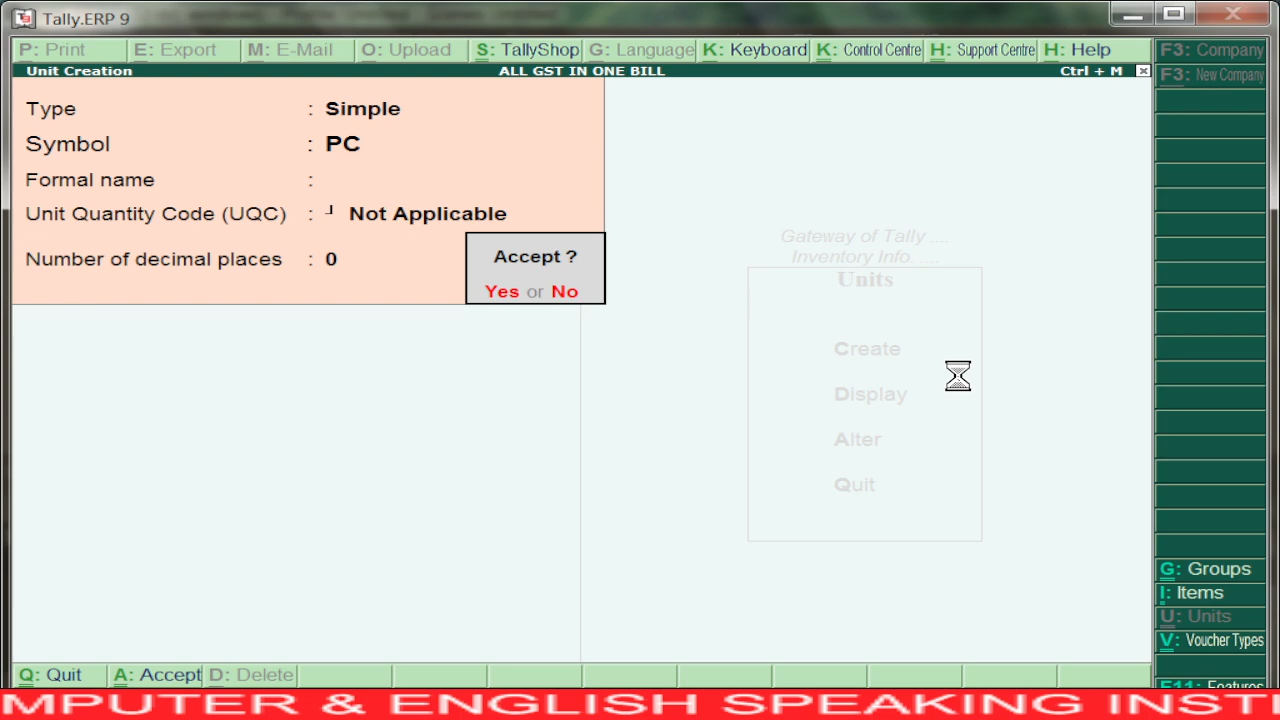 Tally.ERP 9
P: Print E: Export M: E-Mail O: Upload S: TallyShop G: Language K: Keyboard K: Control Centre H: Support Centre H: Help F3: Company
Unit Creation ALL GST IN ONE BILL Ctrl + M F3: New Company
Type : Simple
Symbol : PC
Formal name :
Unit Quantity Code (UQC) : ┘ Not Applicable
Number of decimal places : 0
Accept ?
Yes or No
Gateway of Tally ....
Inventory Info. ....
Units
Create
Display
Alter
Quit
G: Groups
I: Items
U: Units
V: Voucher Types
F11: Features
Q: Quit A: Accept D: Delete
MPUTER & ENGLISH SPEAKING INSTI